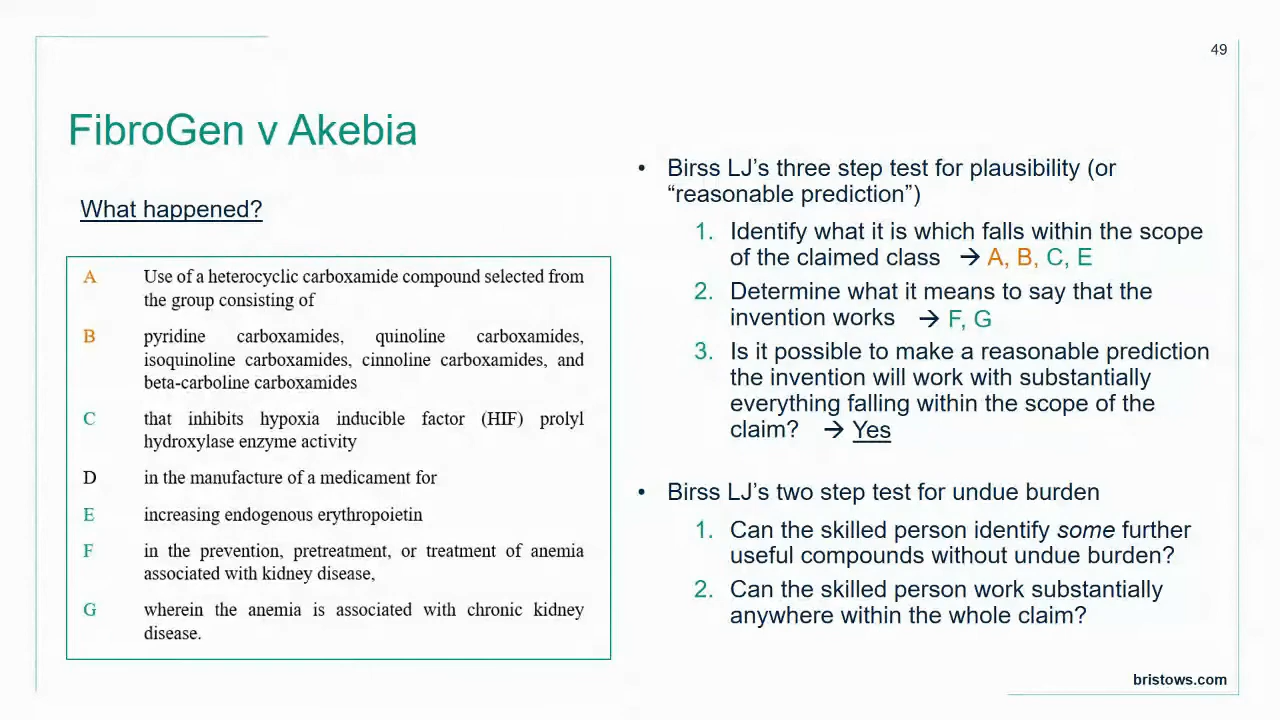 49
FibroGen v Akebia
What happened?
A Use of a heterocyclic carboxamide compound selected from
the group consisting of
B pyridine carboxamides, quinoline carboxamides,
isoquinoline carboxamides, cinnoline carboxamides, and
beta-carboline carboxamides
C that inhibits hypoxia inducible factor (HIF) prolyl
hydroxylase enzyme activity
D in the manufacture of a medicament for
E increasing endogenous erythropoietin
F in the prevention, pretreatment, or treatment of anemia
associated with kidney disease,
G wherein the anemia is associated with chronic kidney
disease.
• Birss LJ’s three step test for plausibility (or
“reasonable prediction”)
1. Identify what it is which falls within the scope
of the claimed class → A, B, C, E
2. Determine what it means to say that the
invention works → F, G
3. Is it possible to make a reasonable prediction
the invention will work with substantially
everything falling within the scope of the
claim? → Yes
• Birss LJ’s two step test for undue burden
1. Can the skilled person identify some further
useful compounds without undue burden?
2. Can the skilled person work substantially
anywhere within the whole claim?
bristows.com